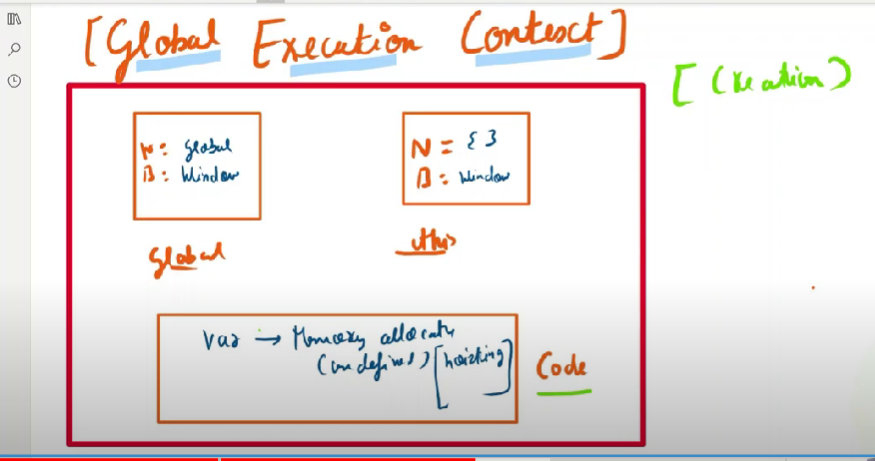 [Global Execution Context]
[(Creation)
N: global
B: Window
Global
N = { }
B: Window
this
Var → Memory allocate
(undefined) [hoisting]
Code